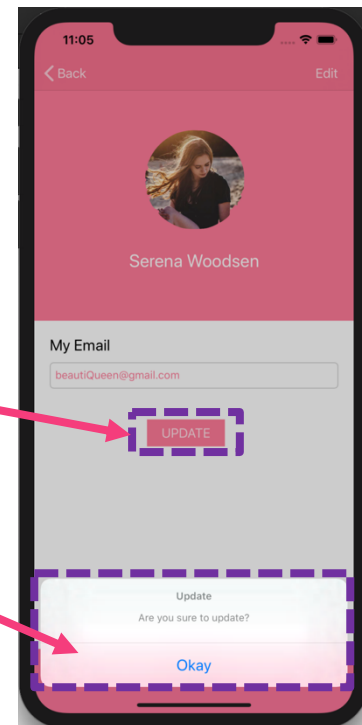 11:05
Back
Edit
Serena Woodsen
My Email
beautiQueen@gmail.com
UPDATE
Update
Are you sure to update?
Okay